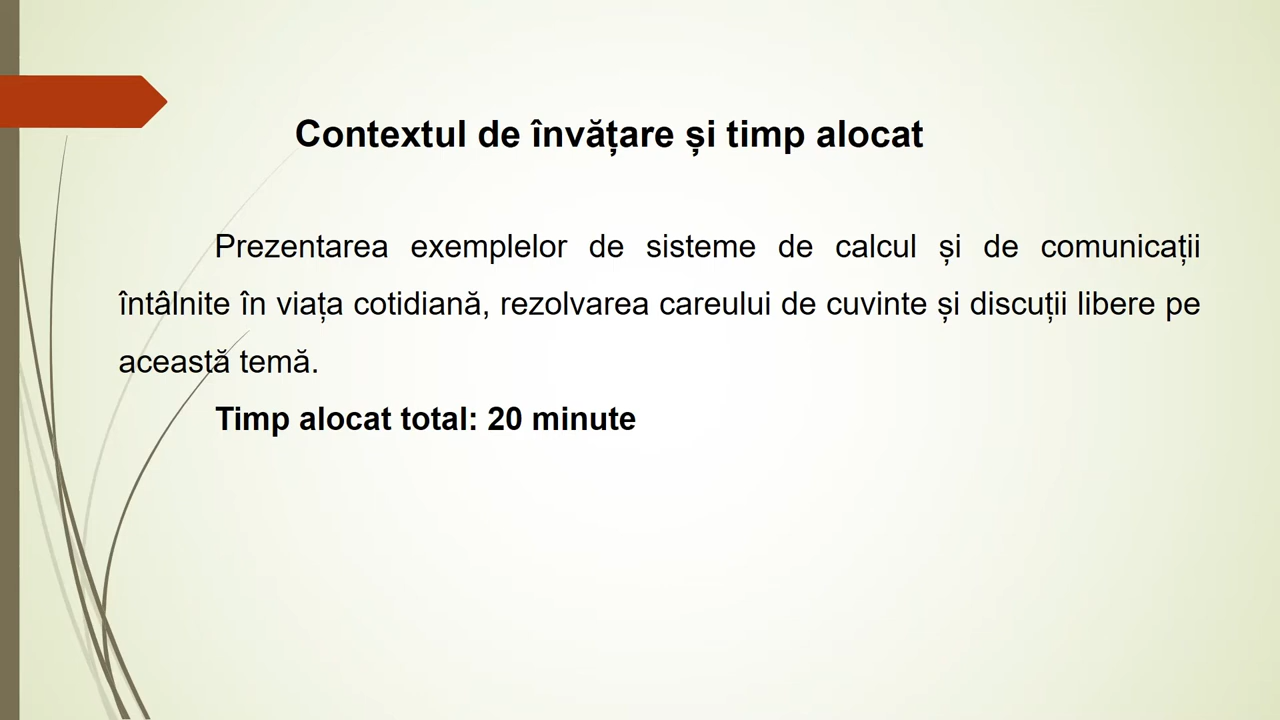 Contextul de învățare și timp alocat
Prezentarea exemplelor de sisteme de calcul și de comunicații
întâlnite în viața cotidiană, rezolvarea careului de cuvinte și discuții libere pe
această temă.
Timp alocat total: 20 minute